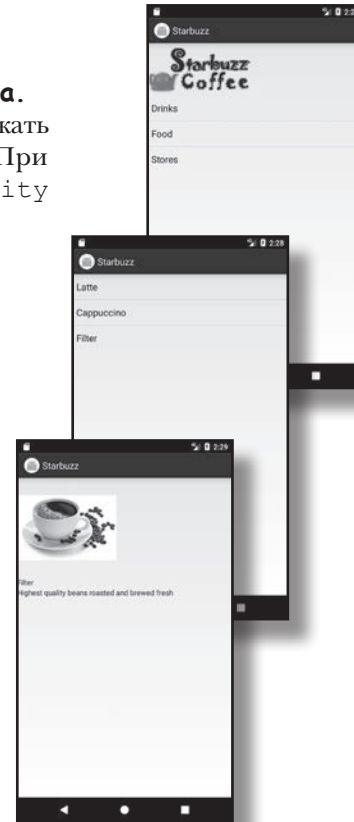 Starbuzz
Starbuzz
Coffee
Drinks
Food
Stores
а.
жать
При
ity
2:28
Starbuzz
Latte
Cappuccino
Filter
2:29
Starbuzz
Filter
Highest quality beans roasted and brewed fresh